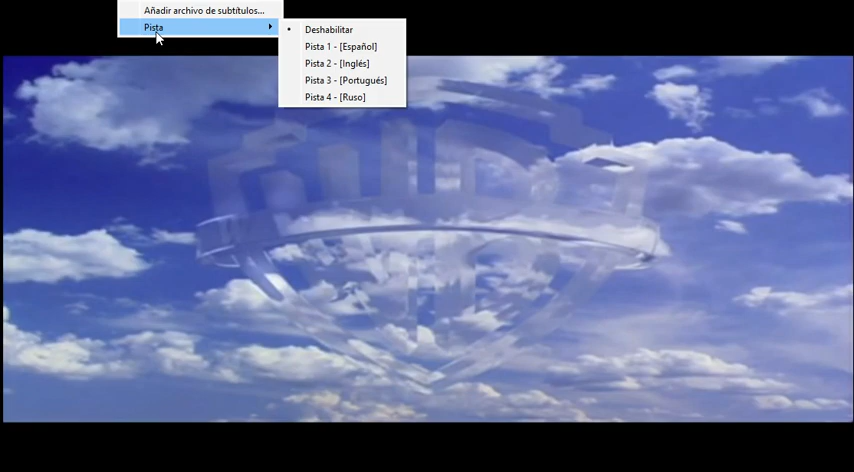 Añadir archivo de subtítulos...
Pista
Deshabilitar
Pista 1 - [Español]
Pista 2 - [Inglés]
Pista 3 - [Portugués]
Pista 4 - [Ruso]